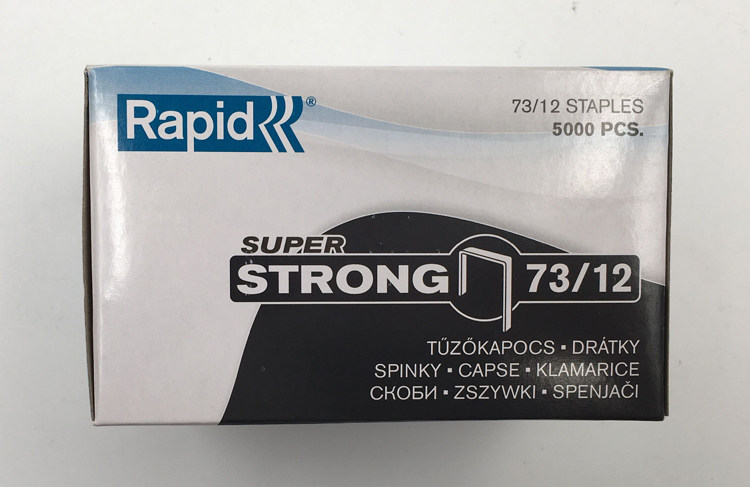 Rapid®
73/12 STAPLES
5000 PCS.
SUPER
STRONG 73/12
TŰZŐKAPOCS ▪ DRÁTKY
SPINKY ▪ CAPSE ▪ KLAMARICE
СКОБИ ▪ ZSZYWKI ▪ SPENJAČI